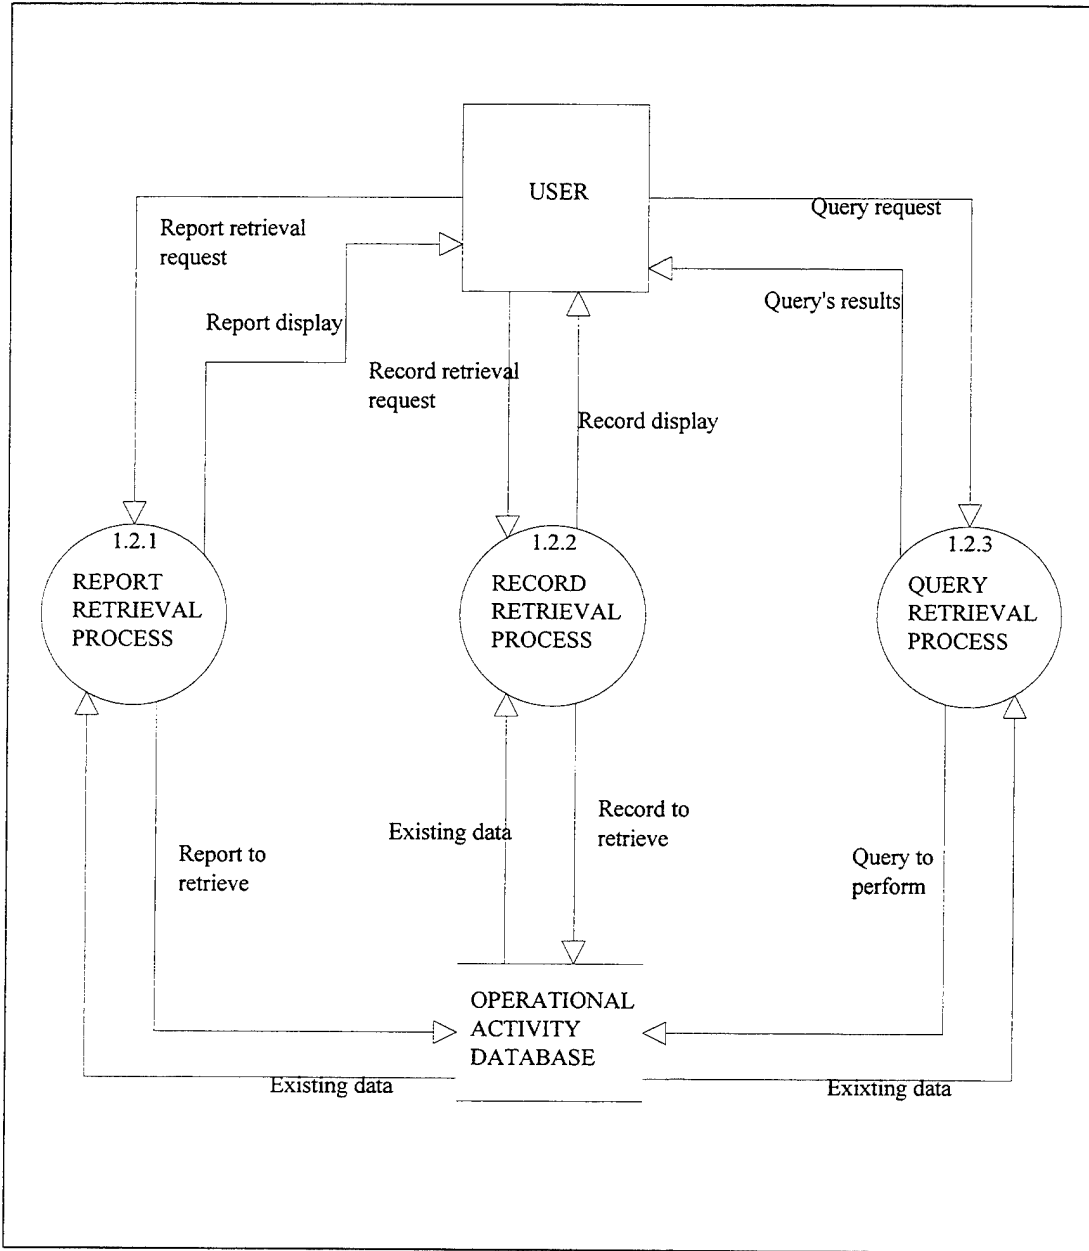 USER
Query request
Report retrieval
request
Query's results
Report display
Record retrieval
request
Record display
1.2.1
REPORT
RETRIEVAL
PROCESS
1.2.2
RECORD
RETRIEVAL
PROCESS
1.2.3
QUERY
RETRIEVAL
PROCESS
Existing data
Record to
retrieve
Report to
retrieve
Query to
perform
OPERATIONAL
ACTIVITY
DATABASE
Existing data
Exixting data